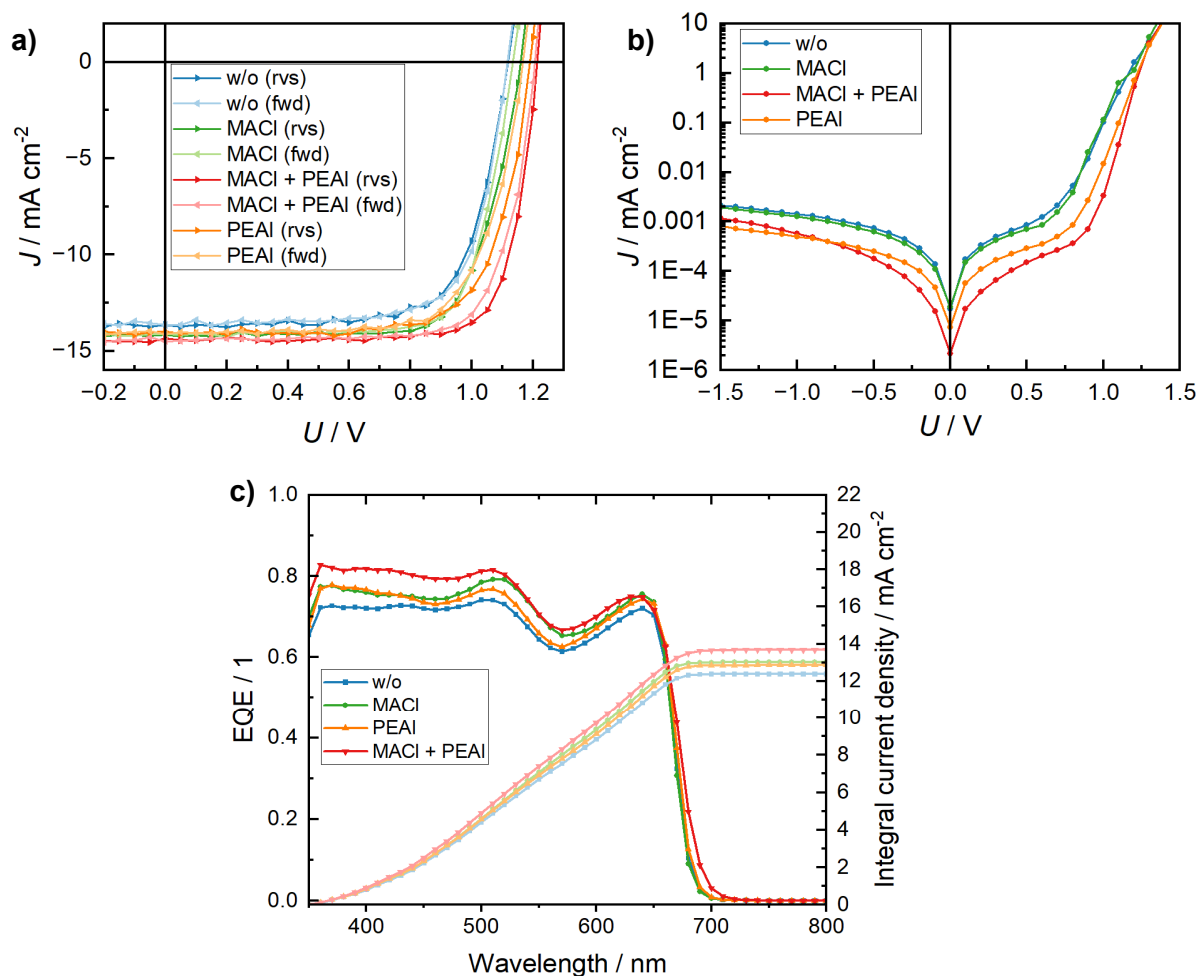 a)
J / mA cm-2
0
−5
−10
−15
w/o (rvs)
w/o (fwd)
MACl (rvs)
MACl (fwd)
MACl + PEAI (rvs)
MACl + PEAI (fwd)
PEAI (rvs)
PEAI (fwd)
−0.2 0.0 0.2 0.4 0.6 0.8 1.0 1.2
U / V
b)
J / mA cm-2
10
1
0.1
0.01
0.001
1E−4
1E−5
1E−6
w/o
MACl
MACl + PEAI
PEAI
−1.5 −1.0 −0.5 0.0 0.5 1.0 1.5
U / V
c)
EQE / 1
1.0
0.8
0.6
0.4
0.2
0.0
w/o
MACl
PEAI
MACl + PEAI
22
20
18
16
14
12
10
8
6
4
2
0
Integral current density / mA cm-2
400 500 600 700 800
Wavelength / nm